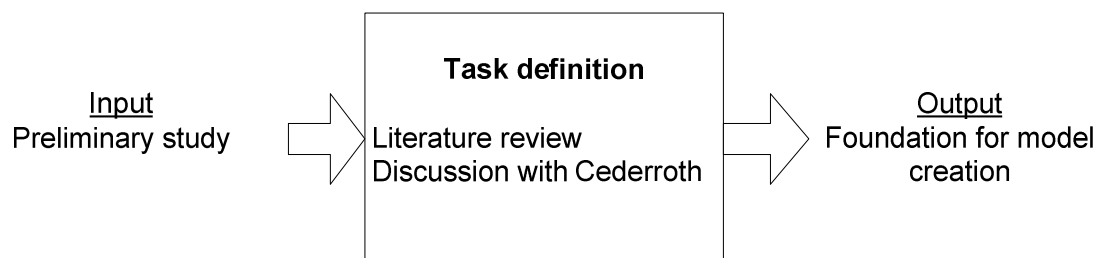 Input
Preliminary study
Task definition
Literature review
Discussion with Cederroth
Output
Foundation for model
creation